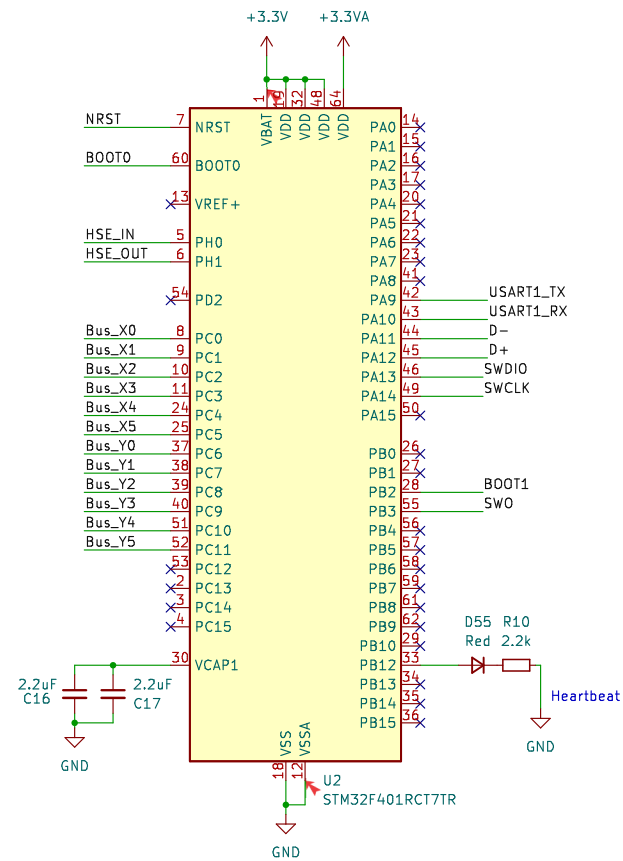 +3.3V +3.3VA
1 19 32 48 64
VBAT VDD VDD VDD VDD
NRST 7 NRST
BOOT0 60 BOOT0
13 VREF+
HSE_IN 5 PH0
HSE_OUT 6 PH1
54 PD2
Bus_X0 8 PC0
Bus_X1 9 PC1
Bus_X2 10 PC2
Bus_X3 11 PC3
Bus_X4 24 PC4
Bus_X5 25 PC5
Bus_Y0 37 PC6
Bus_Y1 38 PC7
Bus_Y2 39 PC8
Bus_Y3 40 PC9
Bus_Y4 51 PC10
Bus_Y5 52 PC11
53 PC12
2 PC13
3 PC14
4 PC15
30 VCAP1
2.2uF C16
2.2uF C17
GND
PA0 14
PA1 15
PA2 16
PA3 17
PA4 20
PA5 21
PA6 22
PA7 23
PA8 41
PA9 42 USART1_TX
PA10 43 USART1_RX
PA11 44 D-
PA12 45 D+
PA13 46 SWDIO
PA14 49 SWCLK
PA15 50
PB0 26
PB1 27
PB2 28 BOOT1
PB3 55 SWO
PB4 56
PB5 57
PB6 58
PB7 59
PB8 61
PB9 62
PB10 29
PB12 33
PB13 34
PB14 35
PB15 36
D55 R10
Red 2.2k
Heartbeat
GND
VSS VSSA
18 12
U2
STM32F401RCT7TR
GND